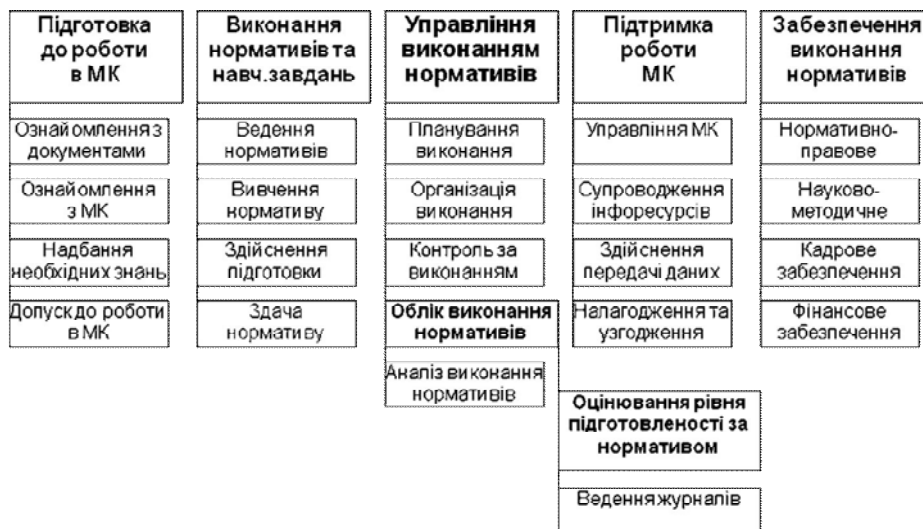 Підготовка
до роботи
в МК
Виконання
нормативів та
навч.завдань
Управління
виконанням
нормативів
Підтримка
роботи
МК
Забезпечення
виконання
нормативів
Ознайомлення з
документами
Ведення
нормативів
Планування
виконання
Управління МК
Нормативно-
правове
Ознайомлення
з МК
Вивчення
нормативу
Організація
виконання
Супроводження
інфоресурсів
Науково-
методичне
Надбання
необхідних знань
Здійснення
підготовки
Контроль за
виконанням
Здійснення
передачі даних
Кадрове
забезпечення
Допуск до роботи
в МК
Здача
нормативу
Облік виконання
нормативів
Налагодження та
узгодження
Фінансове
забезпечення
Аналіз виконання
нормативів
Оцінювання рівня
підготовленості за
нормативом
Ведення журналів